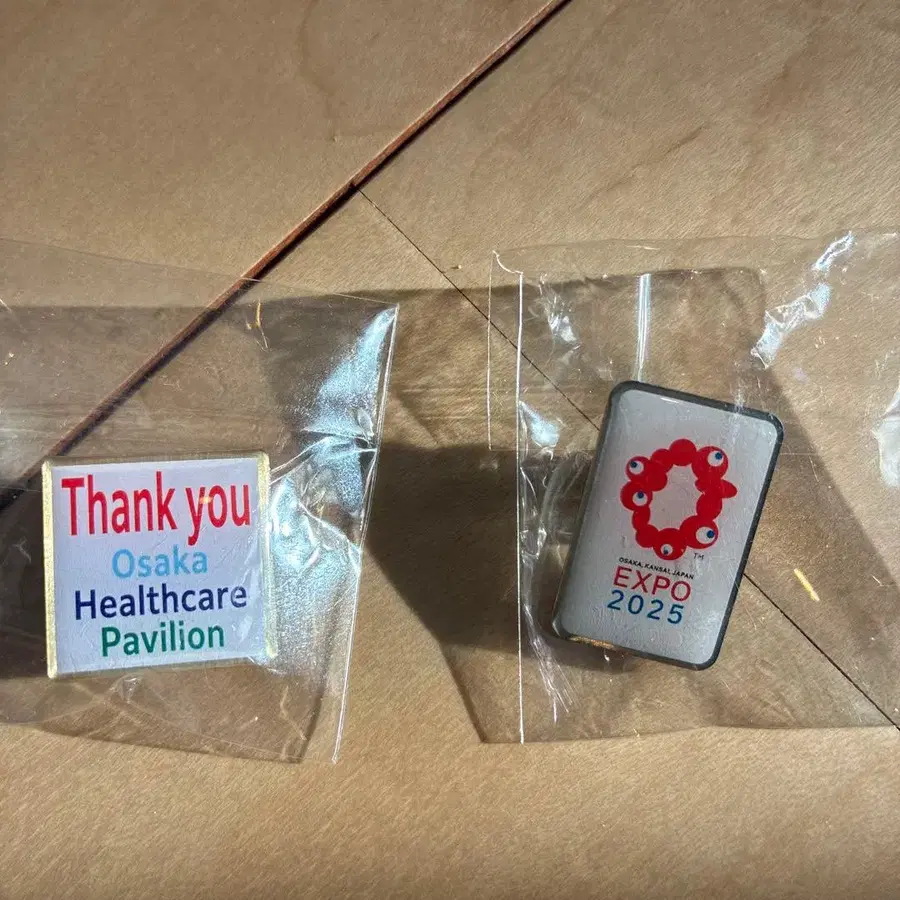 Thank you
Osaka
Healthcare
Pavilion
TM
OSAKA, KANSAI, JAPAN
EXPO
2025